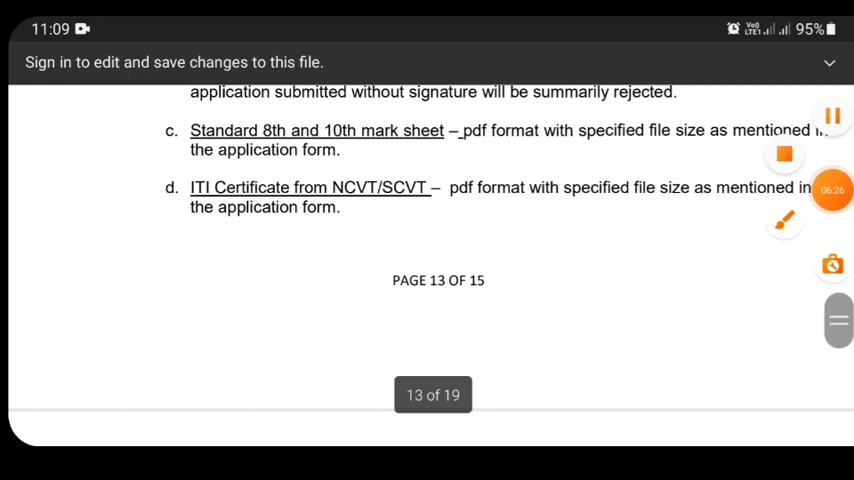 11:09
Vo))
LTE1
95%
Sign in to edit and save changes to this file.
application submitted without signature will be summarily rejected.
c. Standard 8th and 10th mark sheet – pdf format with specified file size as mentioned in
the application form.
d. ITI Certificate from NCVT/SCVT – pdf format with specified file size as mentioned in
the application form.
06:26
PAGE 13 OF 15
13 of 19